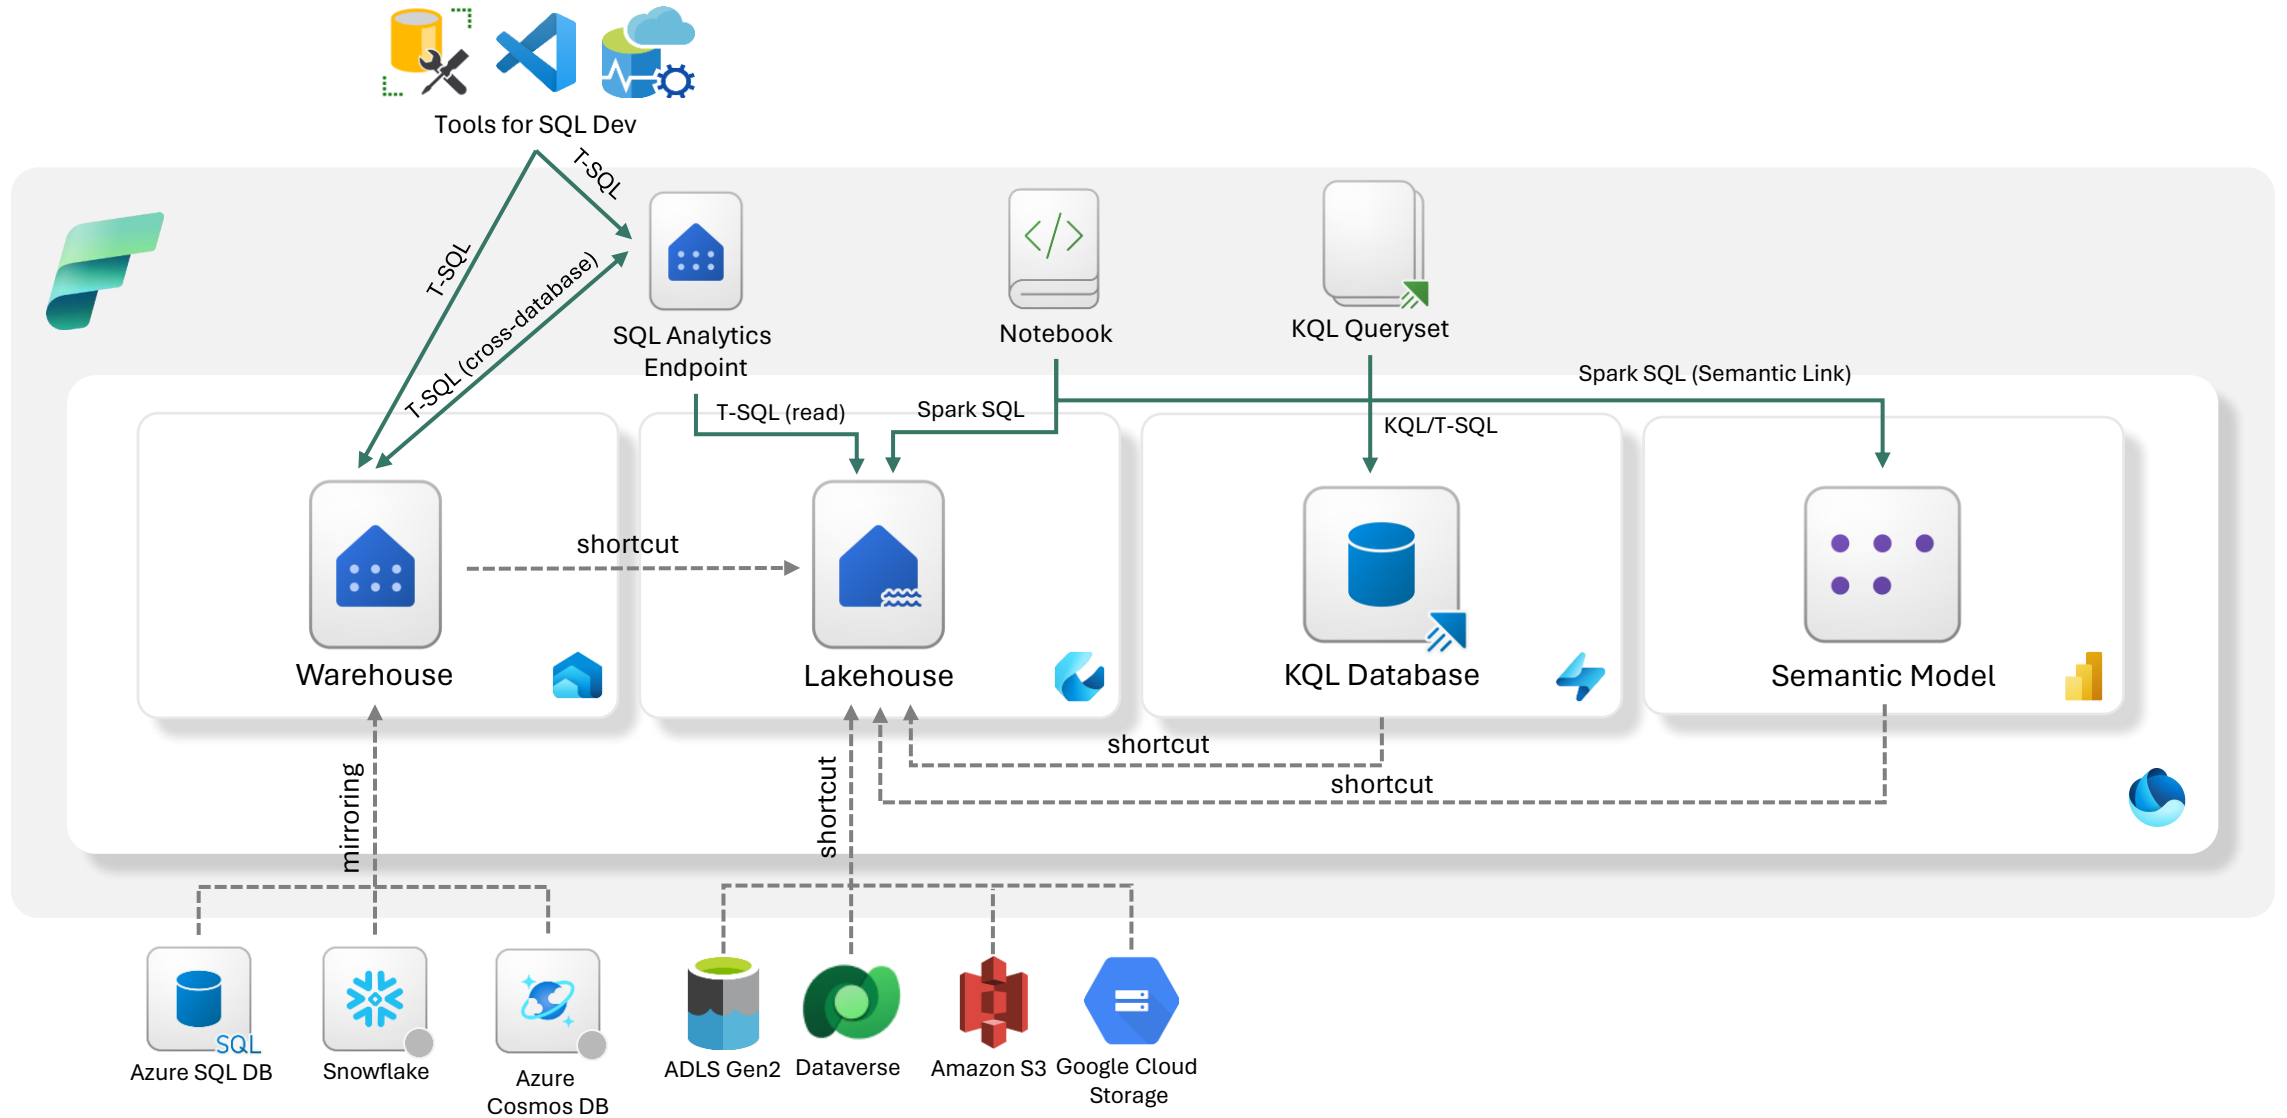 Tools for SQL Dev
T-SQL
T-SQL
T-SQL (cross-database)
SQL Analytics
Endpoint
Notebook
KQL Queryset
Spark SQL (Semantic Link)
T-SQL (read)
Spark SQL
KQL/T-SQL
shortcut
Warehouse
Lakehouse
KQL Database
Semantic Model
mirroring
shortcut
shortcut
shortcut
SQL
Azure SQL DB
Snowflake
Azure
Cosmos DB
ADLS Gen2
Dataverse
Amazon S3
Google Cloud
Storage